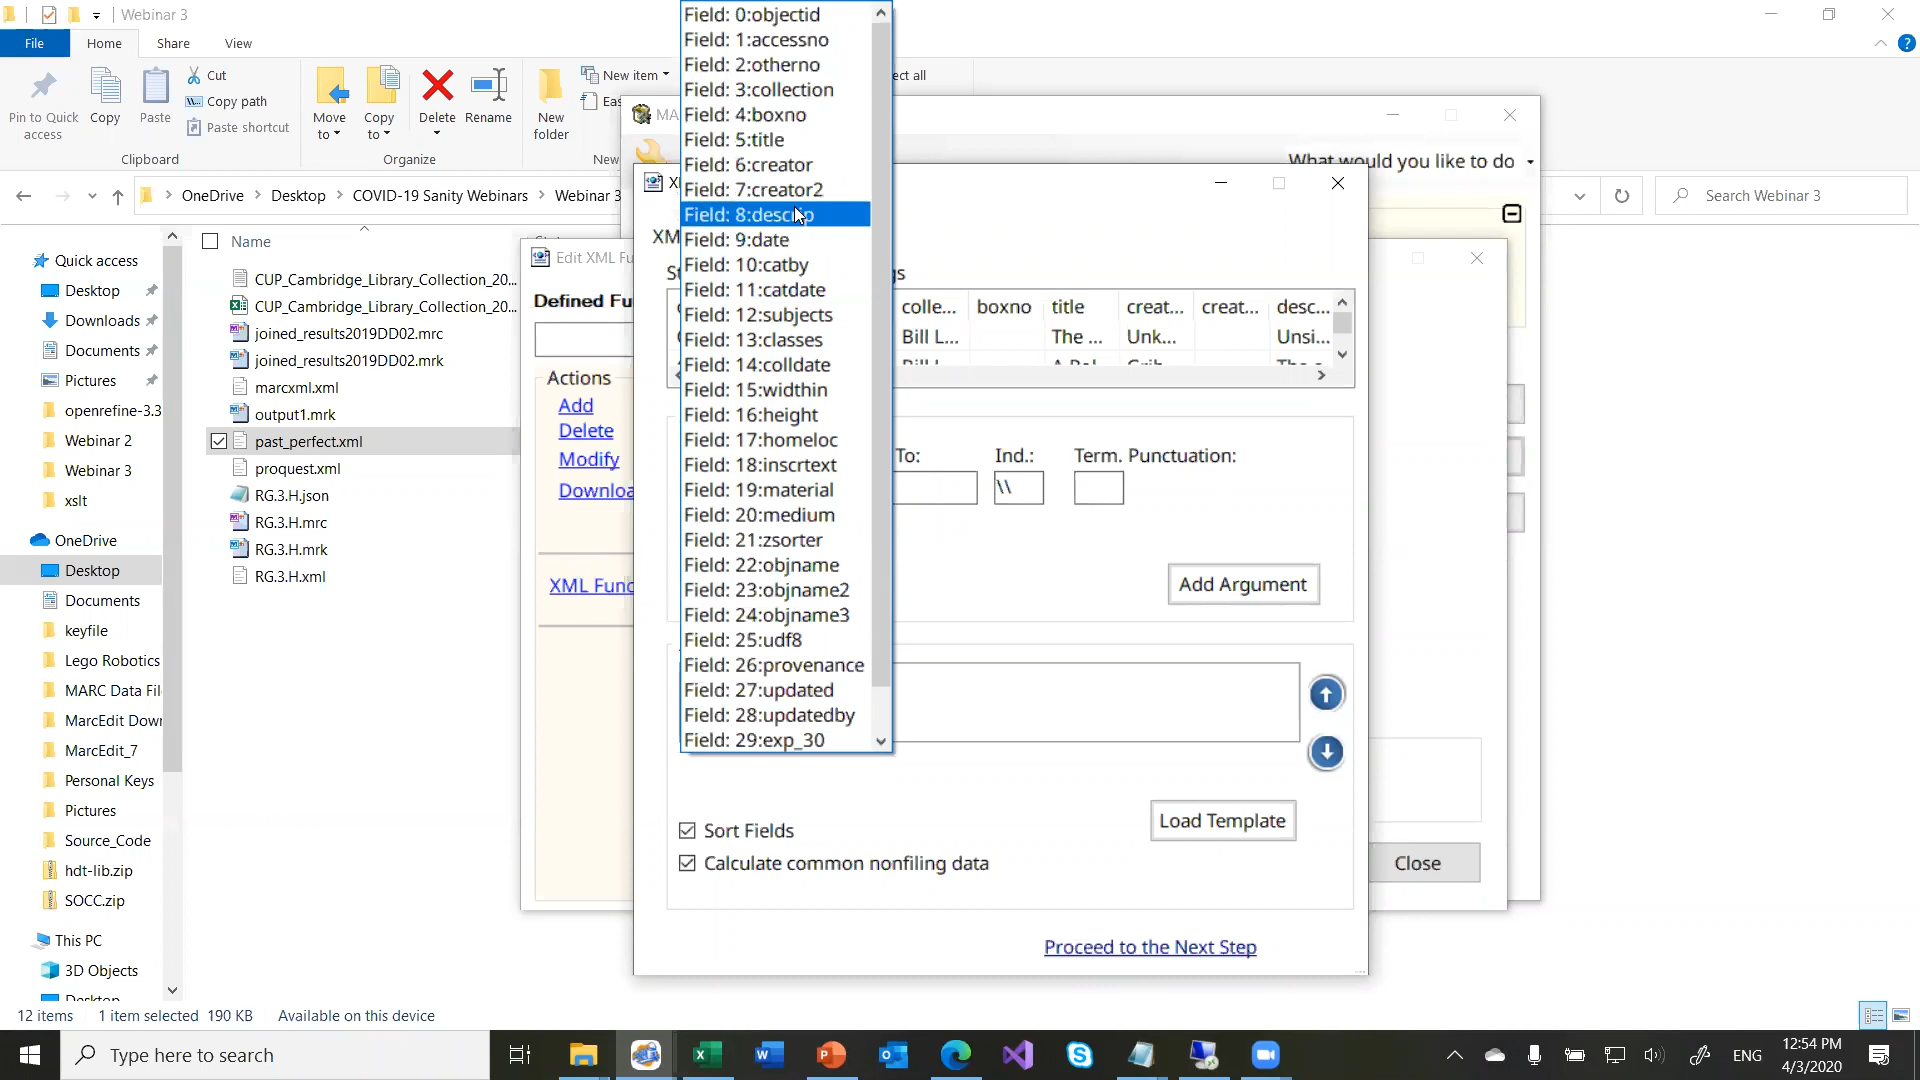 Webinar 3
File
Home
Share
View
Pin to Quick access
Copy
Paste
Cut
Copy path
Paste shortcut
Clipboard
Move to
Copy to
Delete
Rename
Organize
New folder
New item
New
OneDrive
Desktop
COVID-19 Sanity Webinars
Webinar 3
Search Webinar 3
Quick access
Desktop
Downloads
Documents
Pictures
openrefine-3.3
Webinar 2
Webinar 3
xslt
OneDrive
Desktop
Documents
keyfile
Lego Robotics
MARC Data Fil
MarcEdit Dow
MarcEdit_7
Personal Keys
Pictures
Source_Code
hdt-lib.zip
SOCC.zip
This PC
3D Objects
Desktop
Name
CUP_Cambridge_Library_Collection_20...
CUP_Cambridge_Library_Collection_20...
joined_results2019DD02.mrc
joined_results2019DD02.mrk
marcxml.xml
output1.mrk
past_perfect.xml
proquest.xml
RG.3.H.json
RG.3.H.mrc
RG.3.H.mrk
RG.3.H.xml
12 items
1 item selected 190 KB
Available on this device
What would you like to do
Edit XML Fu
Defined Fu
Actions
Add
Delete
Modify
Downloa
XML Func
Close
Field: 0:objectid
Field: 1:accessno
Field: 2:otherno
Field: 3:collection
Field: 4:boxno
Field: 5:title
Field: 6:creator
Field: 7:creator2
Field: 8:descrip
Field: 9:date
Field: 10:catby
Field: 11:catdate
Field: 12:subjects
Field: 13:classes
Field: 14:colldate
Field: 15:widthin
Field: 16:height
Field: 17:homeloc
Field: 18:inscrtext
Field: 19:material
Field: 20:medium
Field: 21:zsorter
Field: 22:objname
Field: 23:objname2
Field: 24:objname3
Field: 25:udf8
Field: 26:provenance
Field: 27:updated
Field: 28:updatedby
Field: 29:exp_30
colle... boxno title creat... creat... desc...
Bill L... The ... Unk... Unsi...
To:
Ind.:
Term. Punctuation:
\\
Add Argument
Sort Fields
Load Template
Calculate common nonfiling data
Proceed to the Next Step
Type here to search
ENG
12:54 PM
4/3/2020